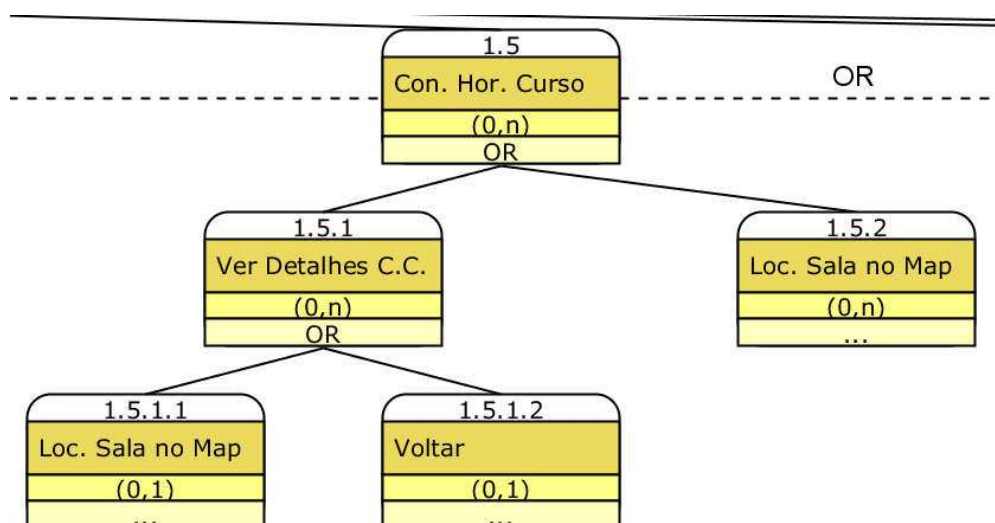 1.5
Con. Hor. Curso
(0,n)
OR
OR
1.5.1
Ver Detalhes C.C.
(0,n)
OR
1.5.2
Loc. Sala no Map
(0,n)
...
1.5.1.1
Loc. Sala no Map
(0,1)
...
1.5.1.2
Voltar
(0,1)
...